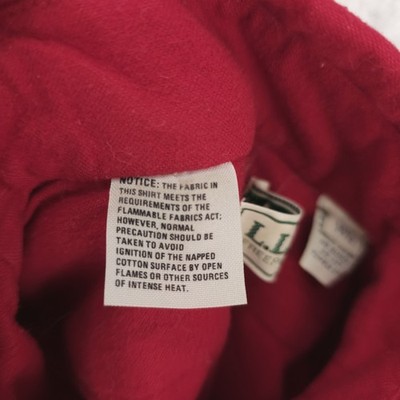 NOTICE: THE FABRIC IN
THIS SHIRT MEETS THE
REQUIREMENTS OF THE
FLAMMABLE FABRICS ACT;
HOWEVER, NORMAL
PRECAUTION SHOULD BE
TAKEN TO AVOID
IGNITION OF THE NAPPED
COTTON SURFACE BY OPEN
FLAMES OR OTHER SOURCES
OF INTENSE HEAT.
L.L
FREEP